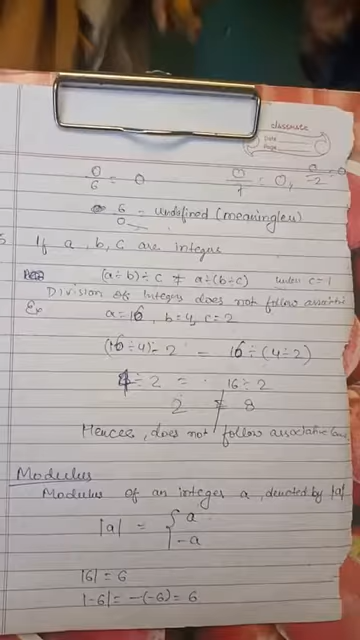 classmate
Date
Page
0/6 = 0    0/1 = 0, 0/-2 = 0
6/0 = undefined (meaningless)
If a, b, c are integers
(a÷b)÷c ≠ a÷(b÷c) c=1
Division of Integers does not follow associative
Ex a=16, b=4, c=2
(16÷4)÷2 = 16÷(4÷2)
4÷2 = 16÷2
2 ≠ 8
Hences, does not follow associative
Modulus
Modulus of an integer a, denoted by |a|
|a| = { a
-a
|6| = 6
|-6| = -(-6) = 6